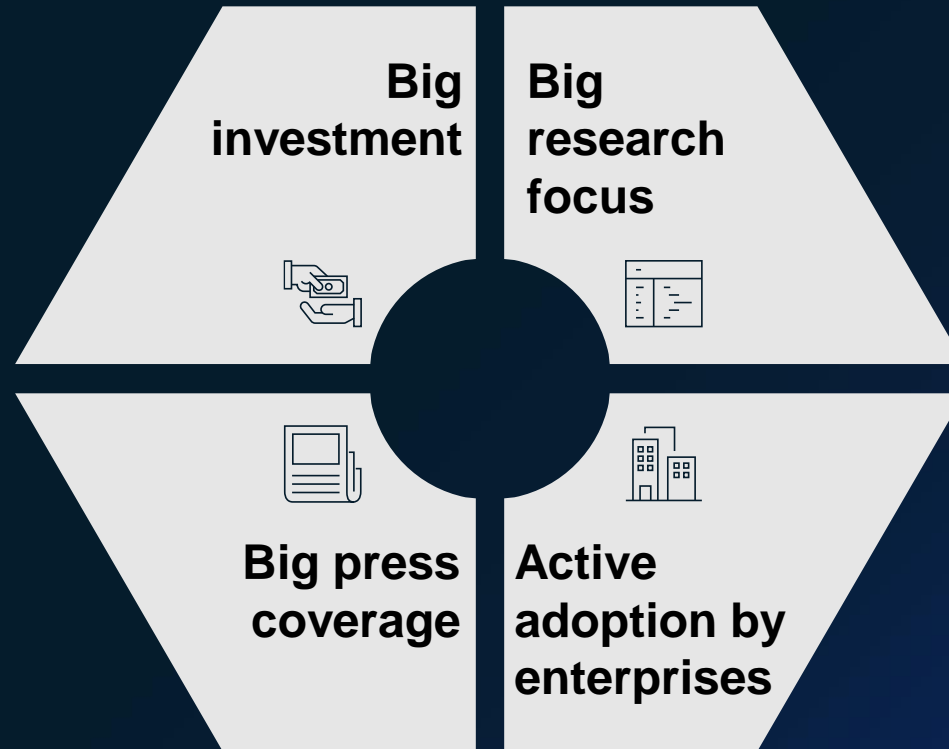 Big
investment
Big
research
focus
Big press
coverage
Active
adoption by
enterprises